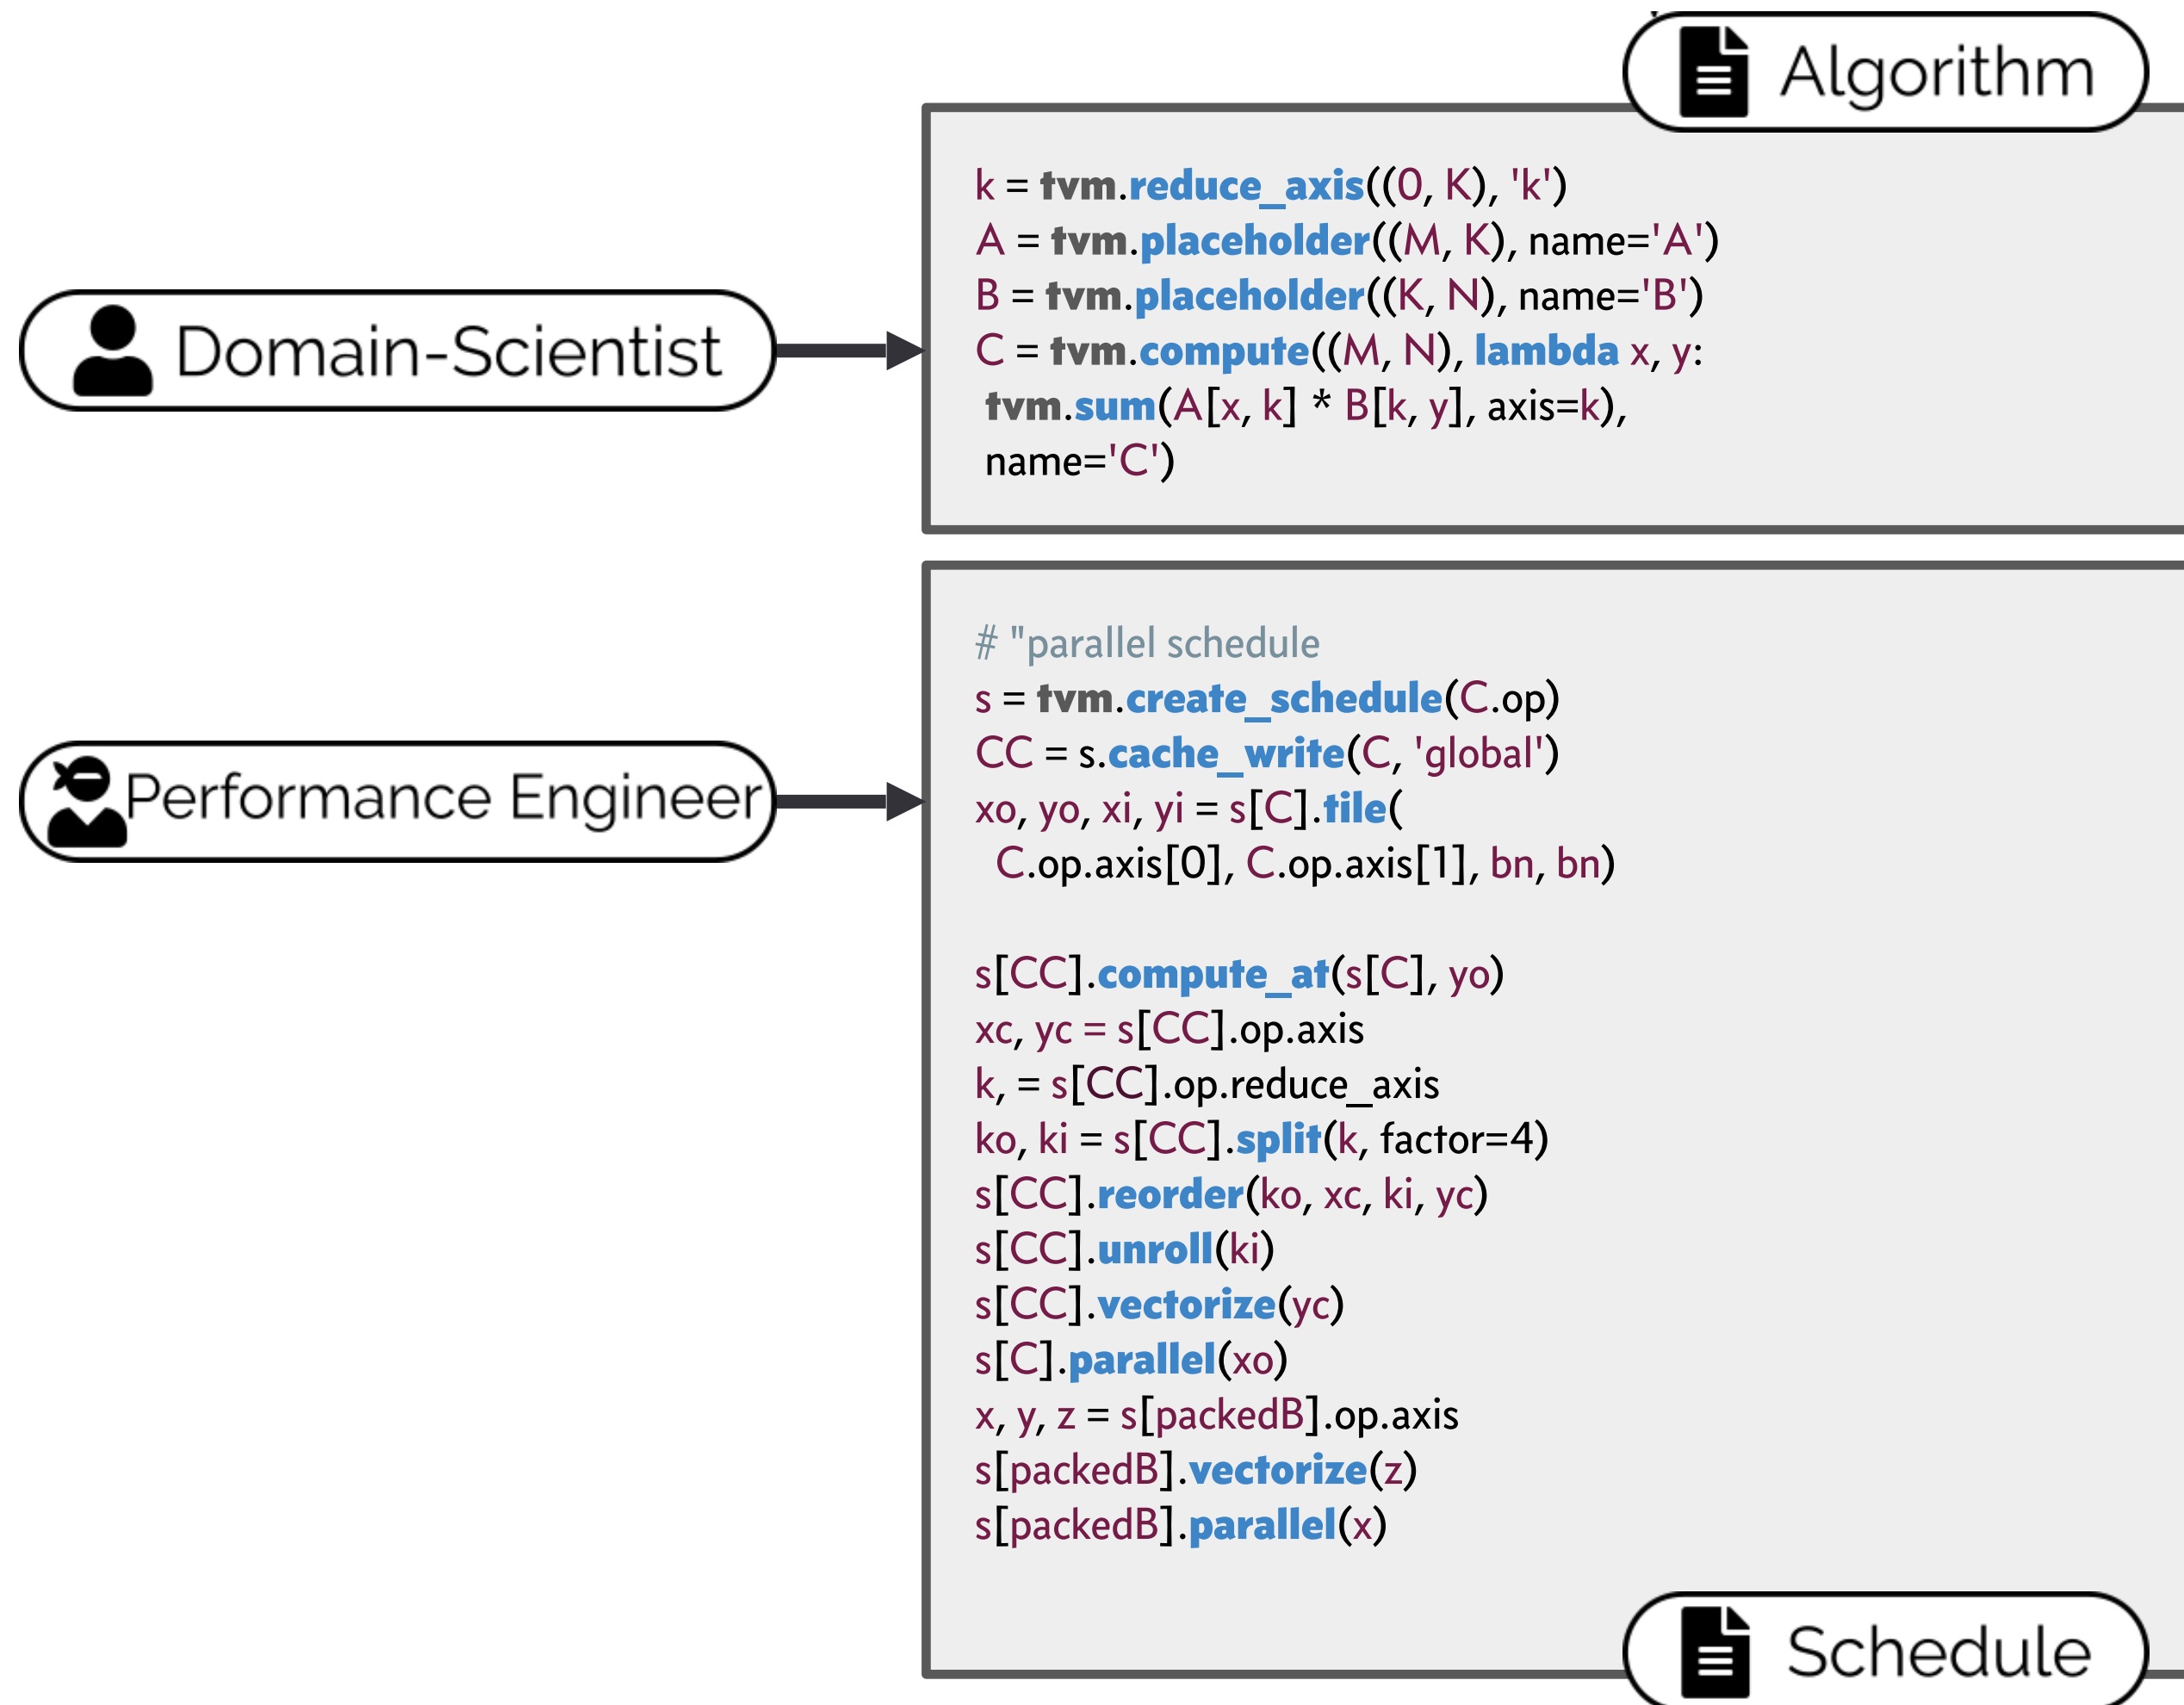 Algorithm
k = tvm.reduce_axis((0, K), 'k')
A = tvm.placeholder((M, K), name='A')
B = tvm.placeholder((K, N), name='B')
C = tvm.compute((M, N), lambda x, y:
tvm.sum(A[x, k] * B[k, y], axis=k),
name='C')
Domain-Scientist
# "parallel schedule
s = tvm.create_schedule(C.op)
CC = s.cache_write(C, 'global')
xo, yo, xi, yi = s[C].tile(
C.op.axis[0], C.op.axis[1], bn, bn)
s[CC].compute_at(s[C], yo)
xc, yc = s[CC].op.axis
k, = s[CC].op.reduce_axis
ko, ki = s[CC].split(k, factor=4)
s[CC].reorder(ko, xc, ki, yc)
s[CC].unroll(ki)
s[CC].vectorize(yc)
s[C].parallel(xo)
x, y, z = s[packedB].op.axis
s[packedB].vectorize(z)
s[packedB].parallel(x)
Performance Engineer
Schedule